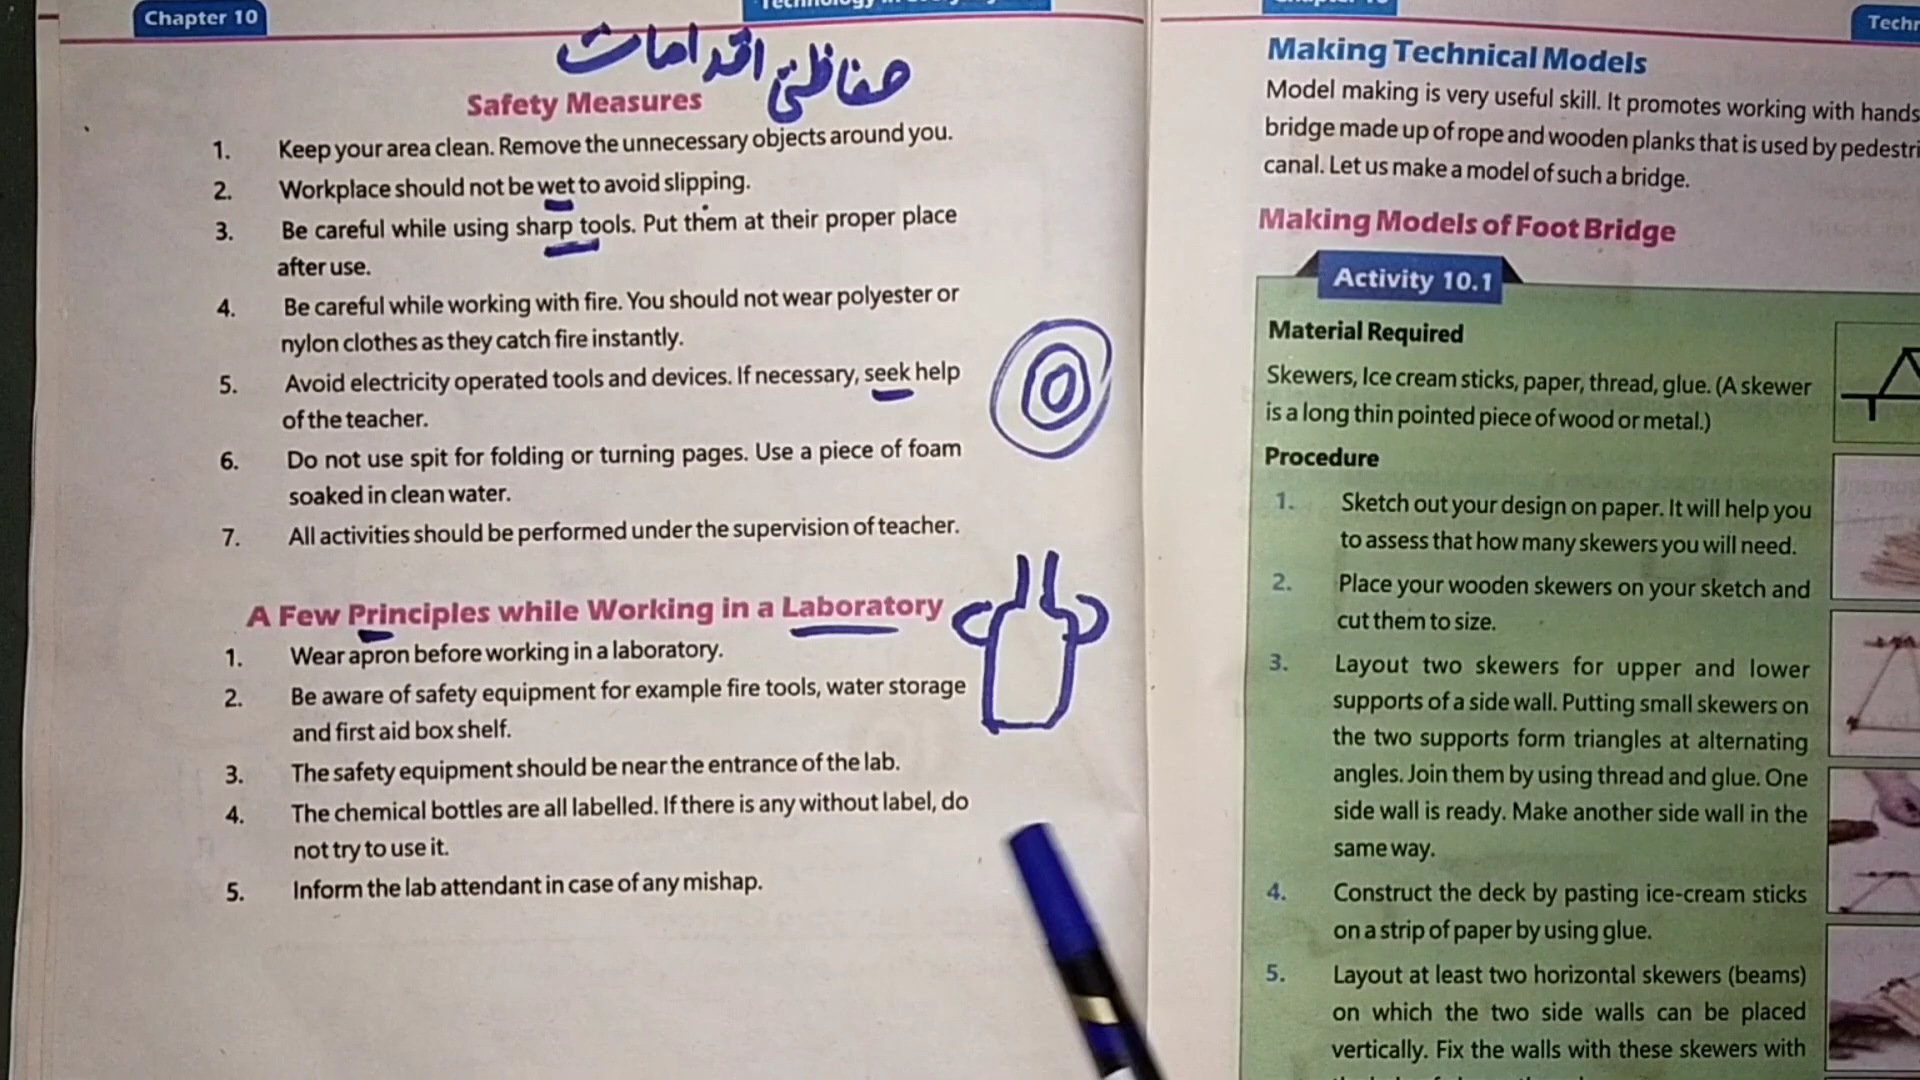 Chapter 10
حفاظتی اقدامات
Safety Measures
1. Keep your area clean. Remove the unnecessary objects around you.
2. Workplace should not be wet to avoid slipping.
3. Be careful while using sharp tools. Put them at their proper place
after use.
4. Be careful while working with fire. You should not wear polyester or
nylon clothes as they catch fire instantly.
5. Avoid electricity operated tools and devices. If necessary, seek help
of the teacher.
6. Do not use spit for folding or turning pages. Use a piece of foam
soaked in clean water.
7. All activities should be performed under the supervision of teacher.
A Few Principles while Working in a Laboratory
1. Wear apron before working in a laboratory.
2. Be aware of safety equipment for example fire tools, water storage
and first aid box shelf.
3. The safety equipment should be near the entrance of the lab.
4. The chemical bottles are all labelled. If there is any without label, do
not try to use it.
5. Inform the lab attendant in case of any mishap.
Making Technical Models
Model making is very useful skill. It promotes working with hands
bridge made up of rope and wooden planks that is used by
canal. Let us make a model of such a bridge.
Making Models of Foot Bridge
Activity 10.1
Material Required
Skewers, Ice cream sticks, paper, thread, glue. (A skewer
is a long thin pointed piece of wood or metal.)
Procedure
1. Sketch out your design on paper. It will help you
to assess that how many skewers you will need.
2. Place your wooden skewers on your sketch and
cut them to size.
3. Layout two skewers for upper and lower
supports of a side wall. Putting small skewers on
the two supports form triangles at alternating
angles. Join them by using thread and glue. One
side wall is ready. Make another side wall in the
same way.
4. Construct the deck by pasting ice-cream sticks
on a strip of paper by using glue.
5. Layout at least two horizontal skewers (beams)
on which the two side walls can be placed
vertically. Fix the walls with these skewers with